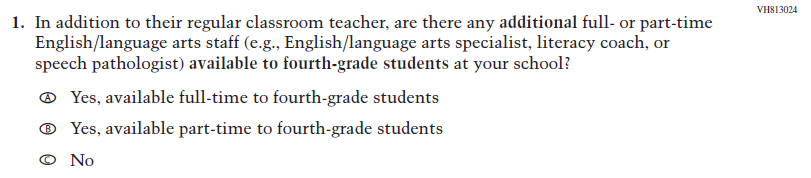 VH813024
1. In addition to their regular classroom teacher, are there any additional full- or part-time
English/language arts staff (e.g., English/language arts specialist, literacy coach, or
speech pathologist) available to fourth-grade students at your school?
Ⓐ Yes, available full-time to fourth-grade students
Ⓑ Yes, available part-time to fourth-grade students
Ⓒ No